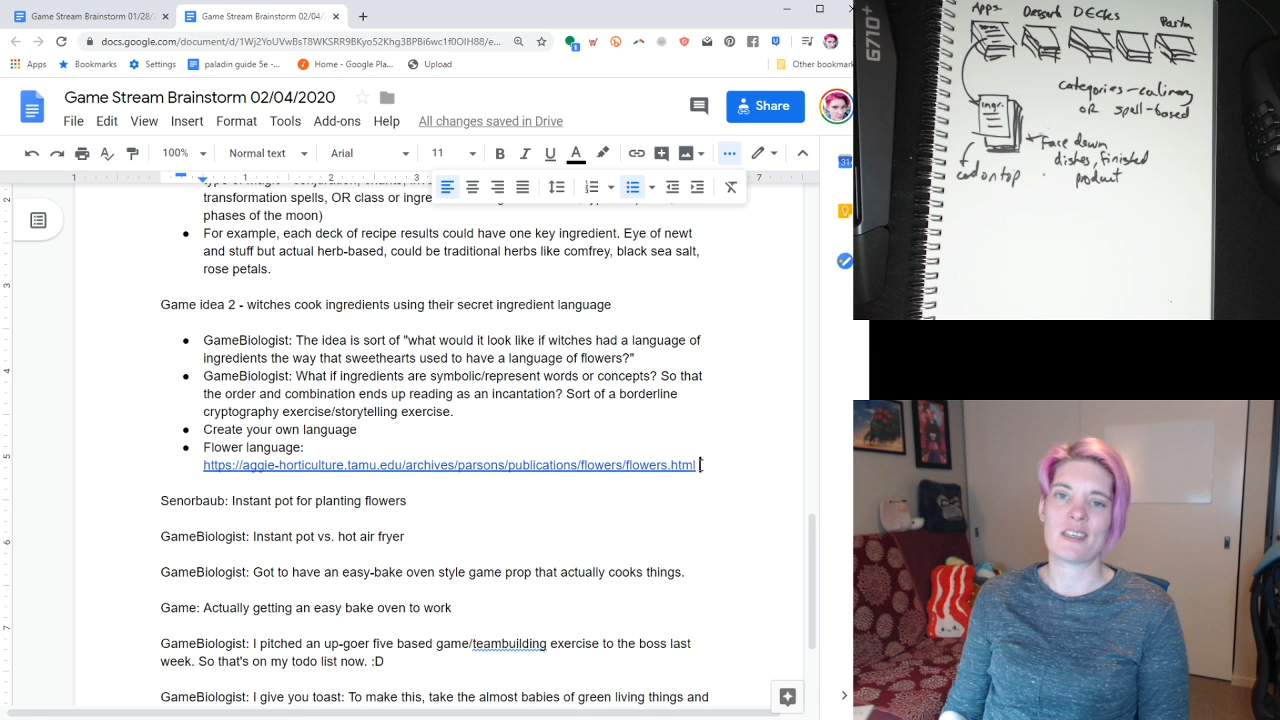 Game Stream Brainstorm 01/28/
Game Stream Brainstorm 02/04/
docs.google.com/document/d/1Wj2YoUVwBsT8WKSRR9BKyo52Khg3BPBi6wc1f0OIH88/e...
Apps
Bookmarks
Settings
paladin guide 5e -...
Home - Google Pla...
Upload
Other bookmark
Game Stream Brainstorm 02/04/2020
File Edit View Insert Format Tools Add-ons Help All changes saved in Drive
Share
100% Normal text Arial 11
transformation spells, OR class or ingre
phases of the moon)
For example, each deck of recipe results could have one key ingredient. Eye of newt
and stuff but actual herb-based, could be traditional herbs like comfrey, black sea salt,
rose petals.
Game idea 2 - witches cook ingredients using their secret ingredient language
GameBiologist: The idea is sort of "what would it look like if witches had a language of
ingredients the way that sweethearts used to have a language of flowers?"
GameBiologist: What if ingredients are symbolic/represent words or concepts? So that
the order and combination ends up reading as an incantation? Sort of a borderline
cryptography exercise/storytelling exercise.
Create your own language
Flower language:
https://aggie-horticulture.tamu.edu/archives/parsons/publications/flowers/flowers.html
Senorbaub: Instant pot for planting flowers
GameBiologist: Instant pot vs. hot air fryer
GameBiologist: Got to have an easy-bake oven style game prop that actually cooks things.
Game: Actually getting an easy bake oven to work
GameBiologist: I pitched an up-goer five based game/teambuilding exercise to the boss last
week. So that's on my todo list now. :D
GameBiologist: I give you toast: To make this, take the almost babies of green living things and
G710+
Apps. Dessert DECKS Pasta
categories - culinary
OR spell-based
Ingr.
Face down
dishes, finished
product
card on top